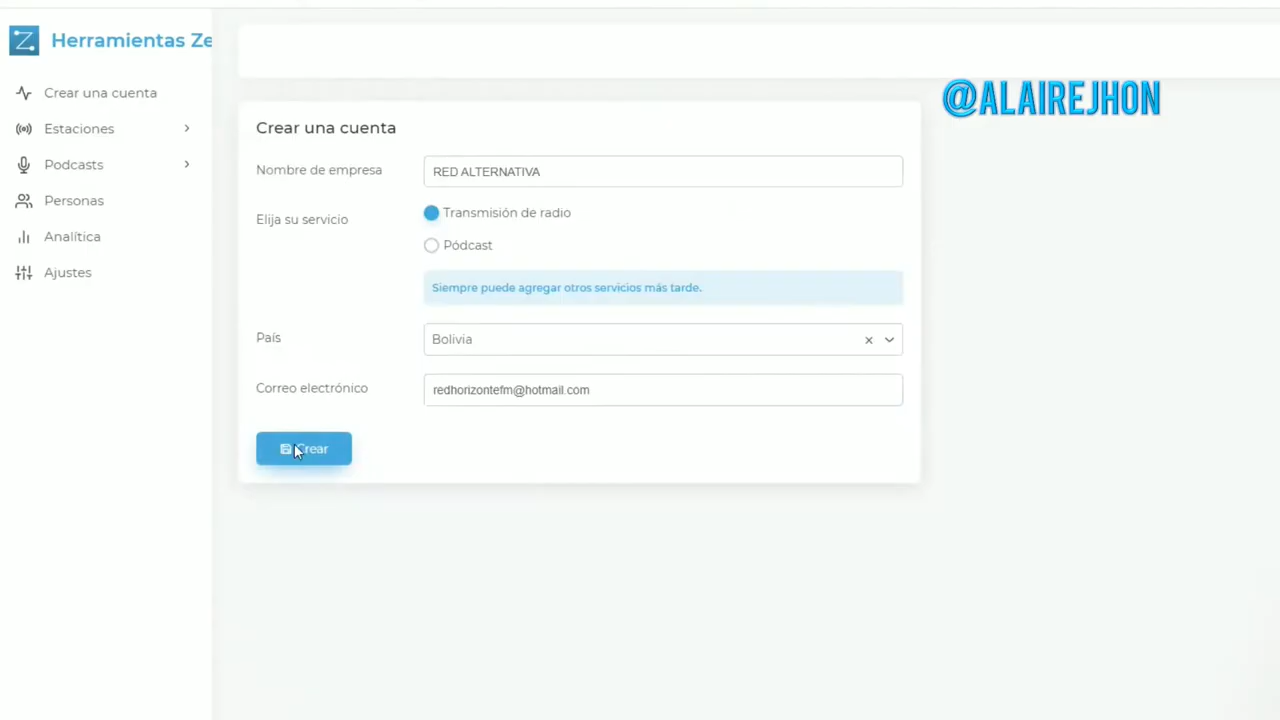 Herramientas Ze
Crear una cuenta
Estaciones
Podcasts
Personas
Analítica
Ajustes
@ALAIREJHON
Crear una cuenta
Nombre de empresa
RED ALTERNATIVA
Elija su servicio
Transmisión de radio
Pódcast
Siempre puede agregar otros servicios más tarde.
País
Bolivia
Correo electrónico
redhorizontefm@hotmail.com
Crear